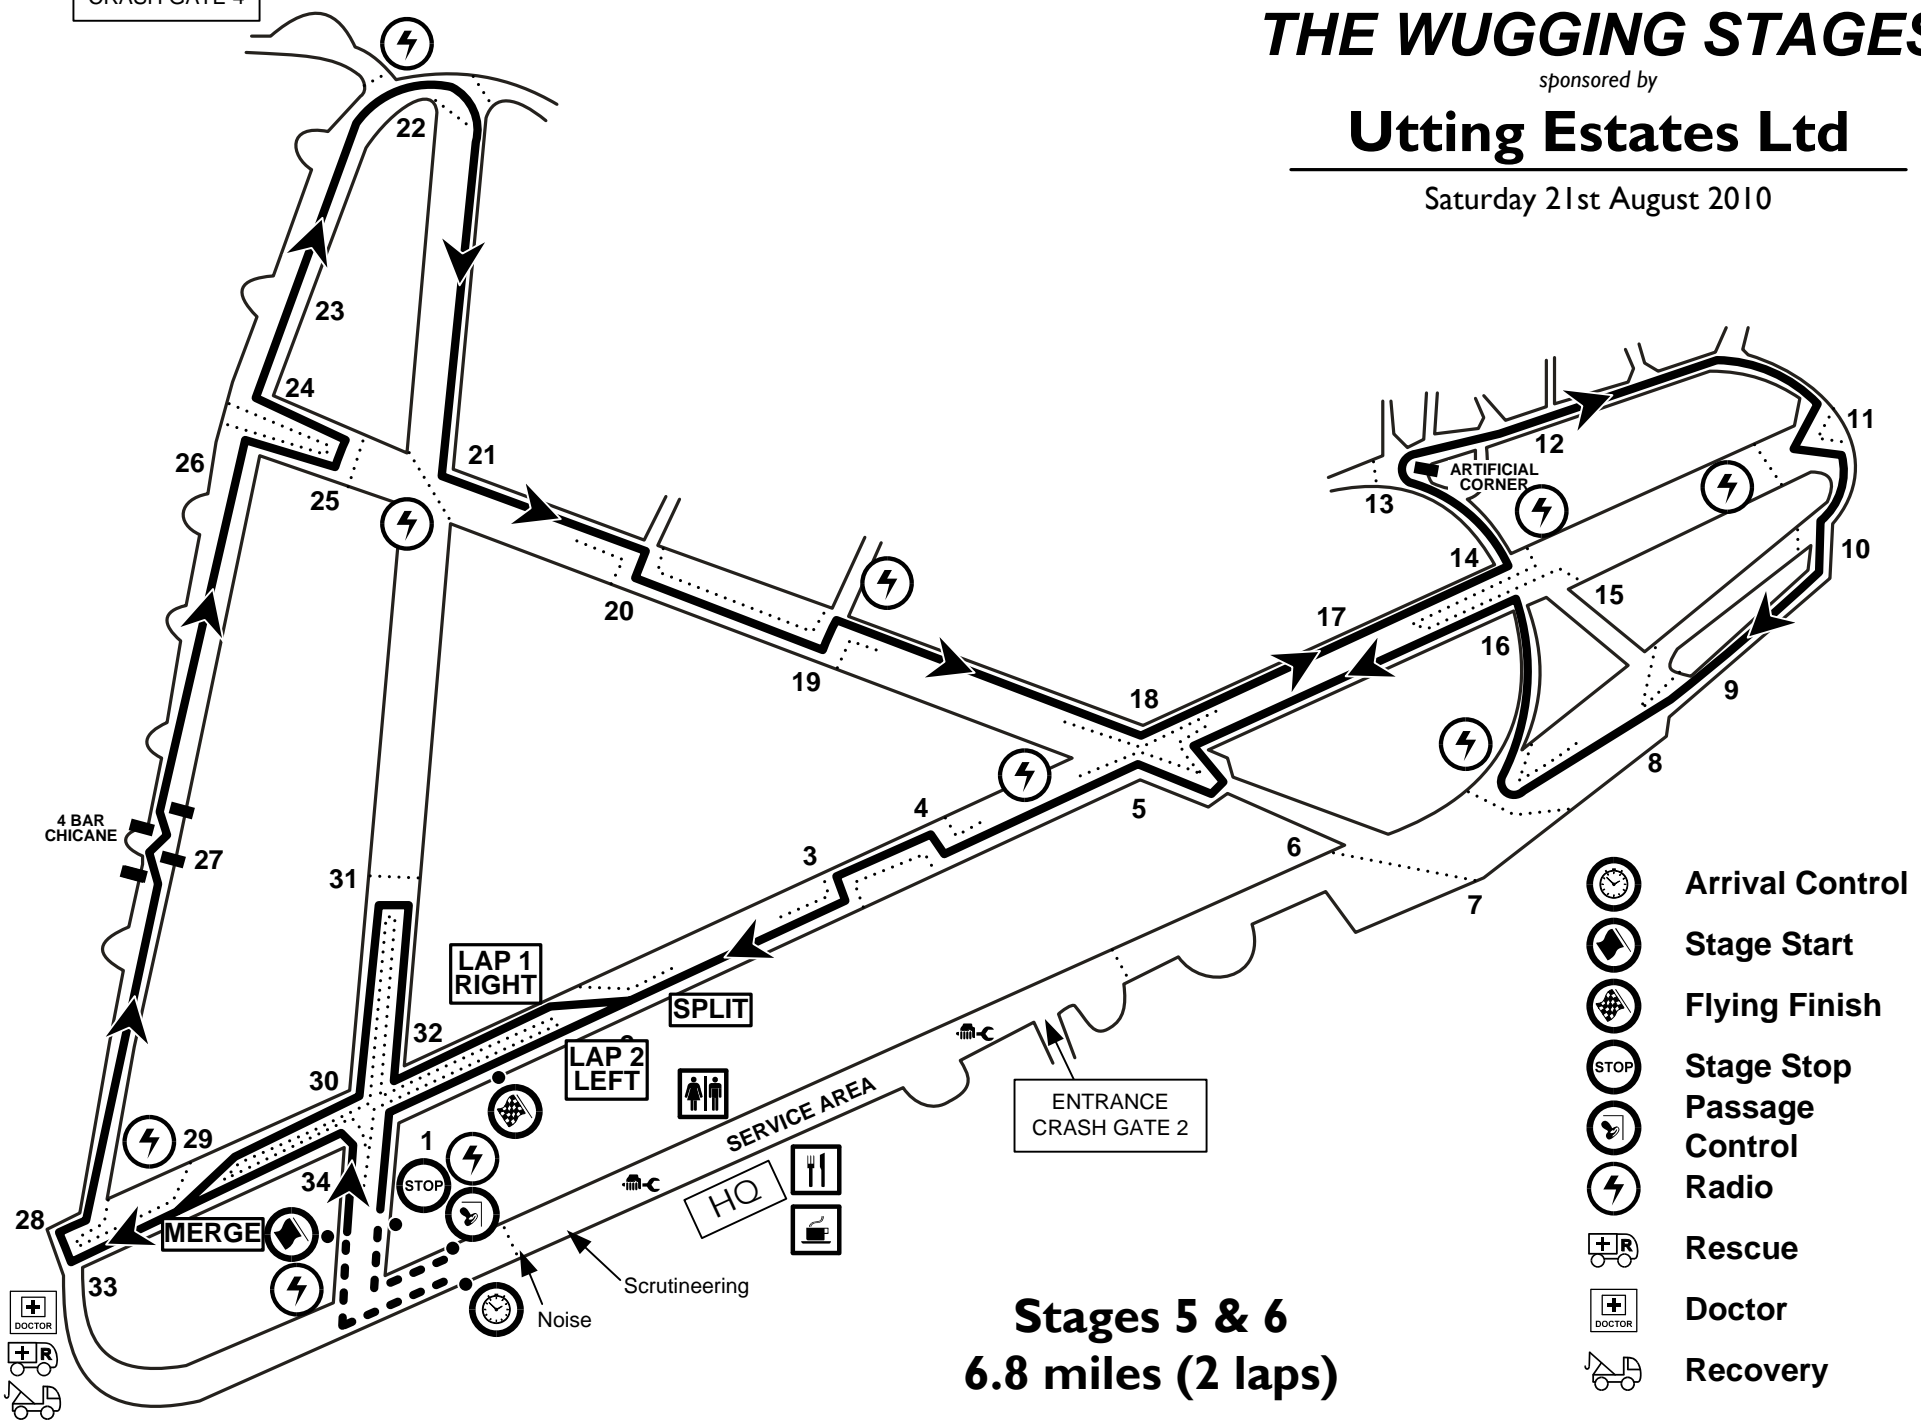 CRASH GATE 4
THE WUGGING STAGES
sponsored by
Utting Estates Ltd
Saturday 21st August 2010
22
23
24
21
26
25
20
19
18
17
14
13
ARTIFICIAL
CORNER
12
11
10
15
16
9
8
7
6
5
4
3
4 BAR
CHICANE
27
31
LAP 1
RIGHT
SPLIT
32
LAP 2
LEFT
30
29
1
34
STOP
28
MERGE
33
SERVICE AREA
HQ
ENTRANCE
CRASH GATE 2
Scrutineering
Noise
DOCTOR
R
Stages 5 & 6
6.8 miles (2 laps)
Arrival Control
Stage Start
Flying Finish
STOP
Stage Stop
Passage
Control
Radio
R
Rescue
DOCTOR
Doctor
Recovery